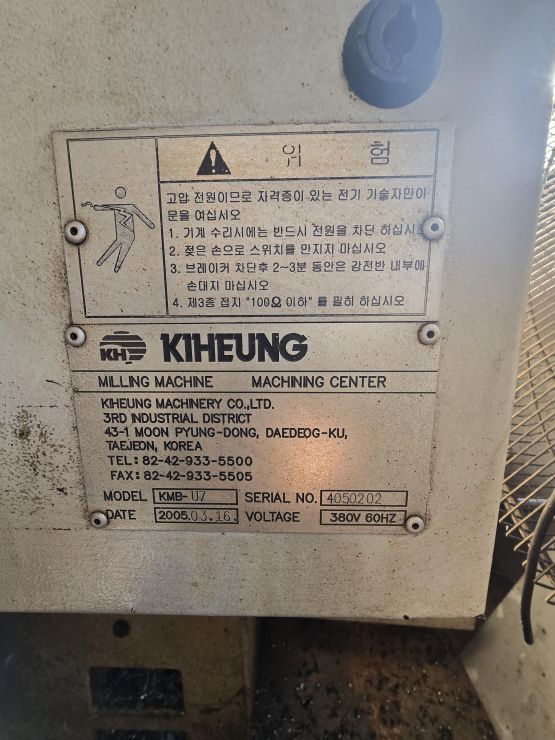 위 험
고압 전원이므로 자격증이 있는 전기 기술자만이
문을 여십시오
1. 기계 수리시에는 반드시 전원을 차단 하십시오
2. 젖은 손으로 스위치를 만지지 마십시오
3. 브레이커 차단후 2~3분 동안은 강전반 내부에
손대지 마십시오
4. 제3종 접지 "100Ω 이하" 를 필히 하십시오
KH KIHEUNG
MILLING MACHINE MACHINING CENTER
KIHEUNG MACHINERY CO.,LTD.
3RD INDUSTRIAL DISTRICT
43-1 MOON PYUNG-DONG, DAEDEOG-KU,
TAEJEON, KOREA
TEL: 82-42-933-5500
FAX: 82-42-933-5505
MODEL KMB-U7 SERIAL NO. 4050202
DATE 2005.03.16. VOLTAGE 380V 60HZ